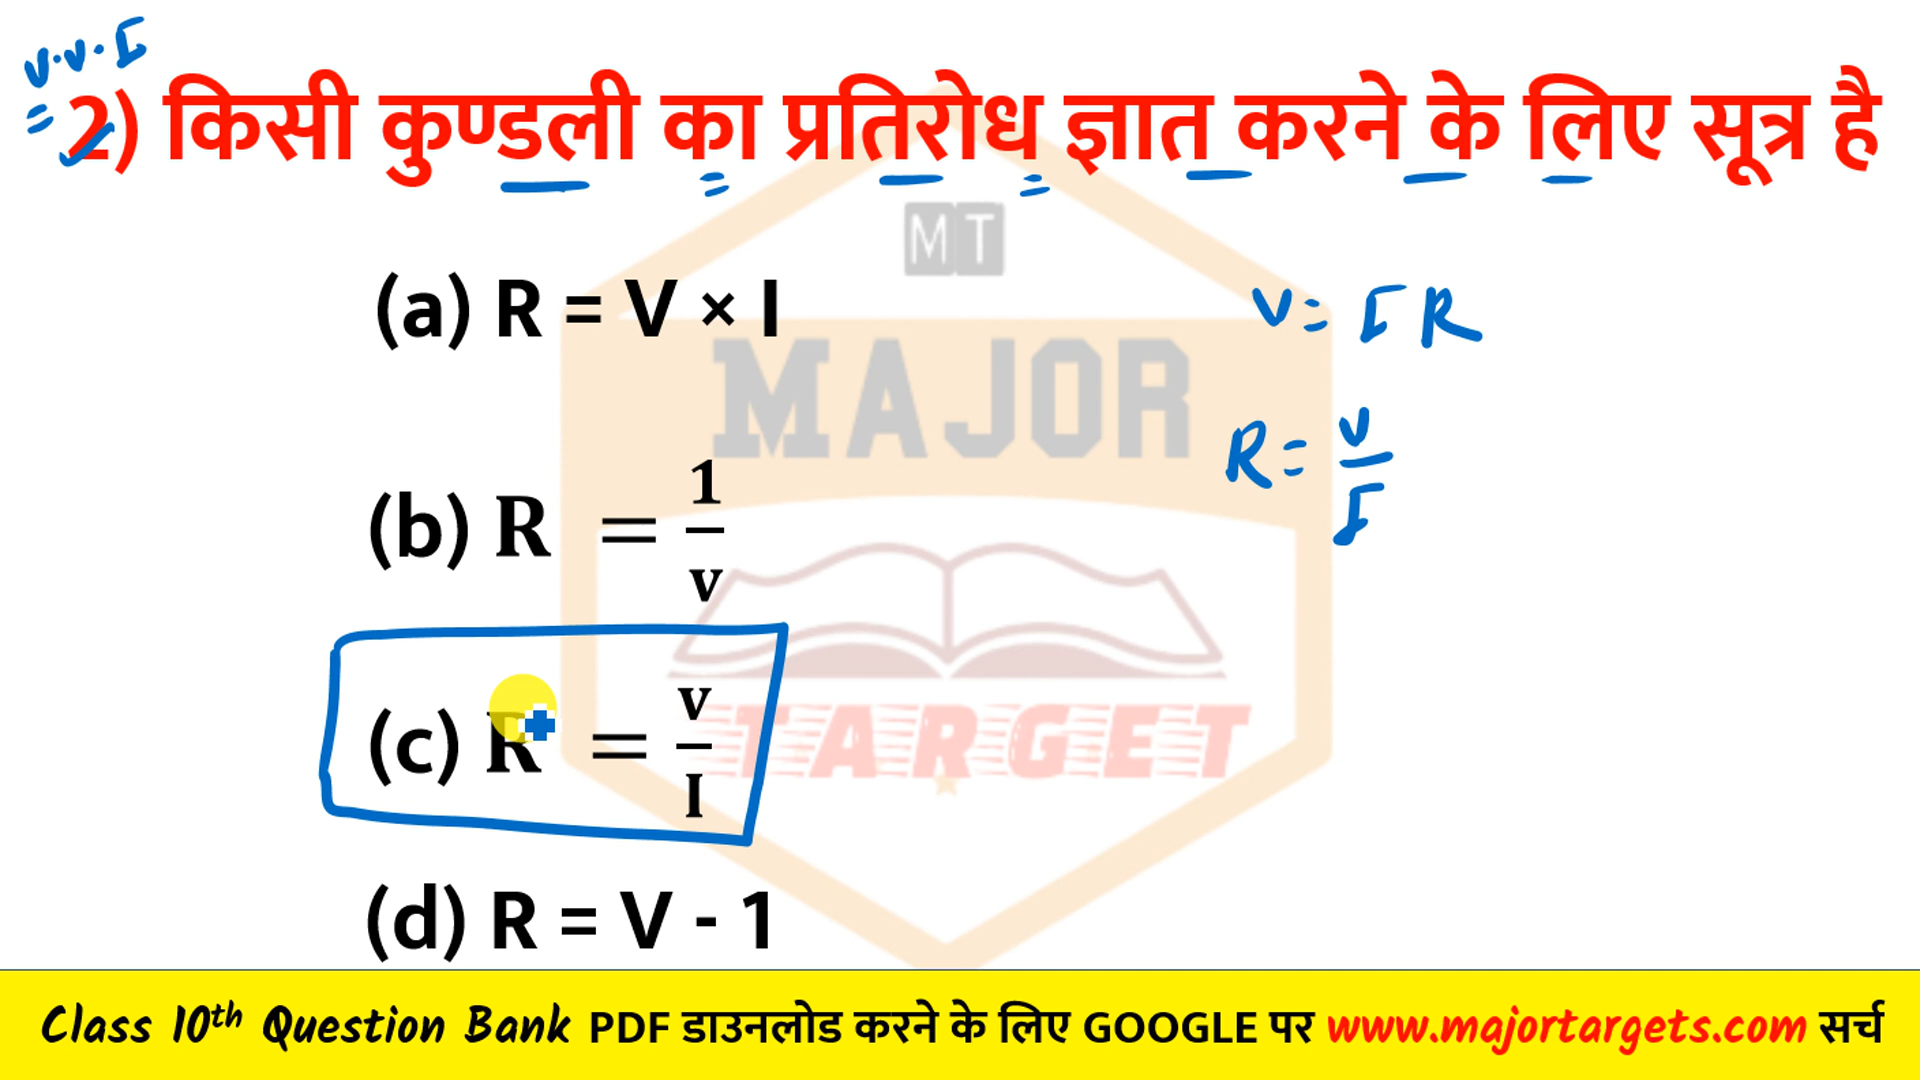 V.V.I
= 2) किसी कुण्डली का प्रतिरोध ज्ञात करने के लिए सूत्र है
MT
(a) R = V × I
V = IR
MAJOR
R = V/I
(b) R = 1/v
(c) R = v/I
TARGET
(d) R = V - 1
Class 10th Question Bank PDF डाउनलोड करने के लिए GOOGLE पर www.majortargets.com सर्च